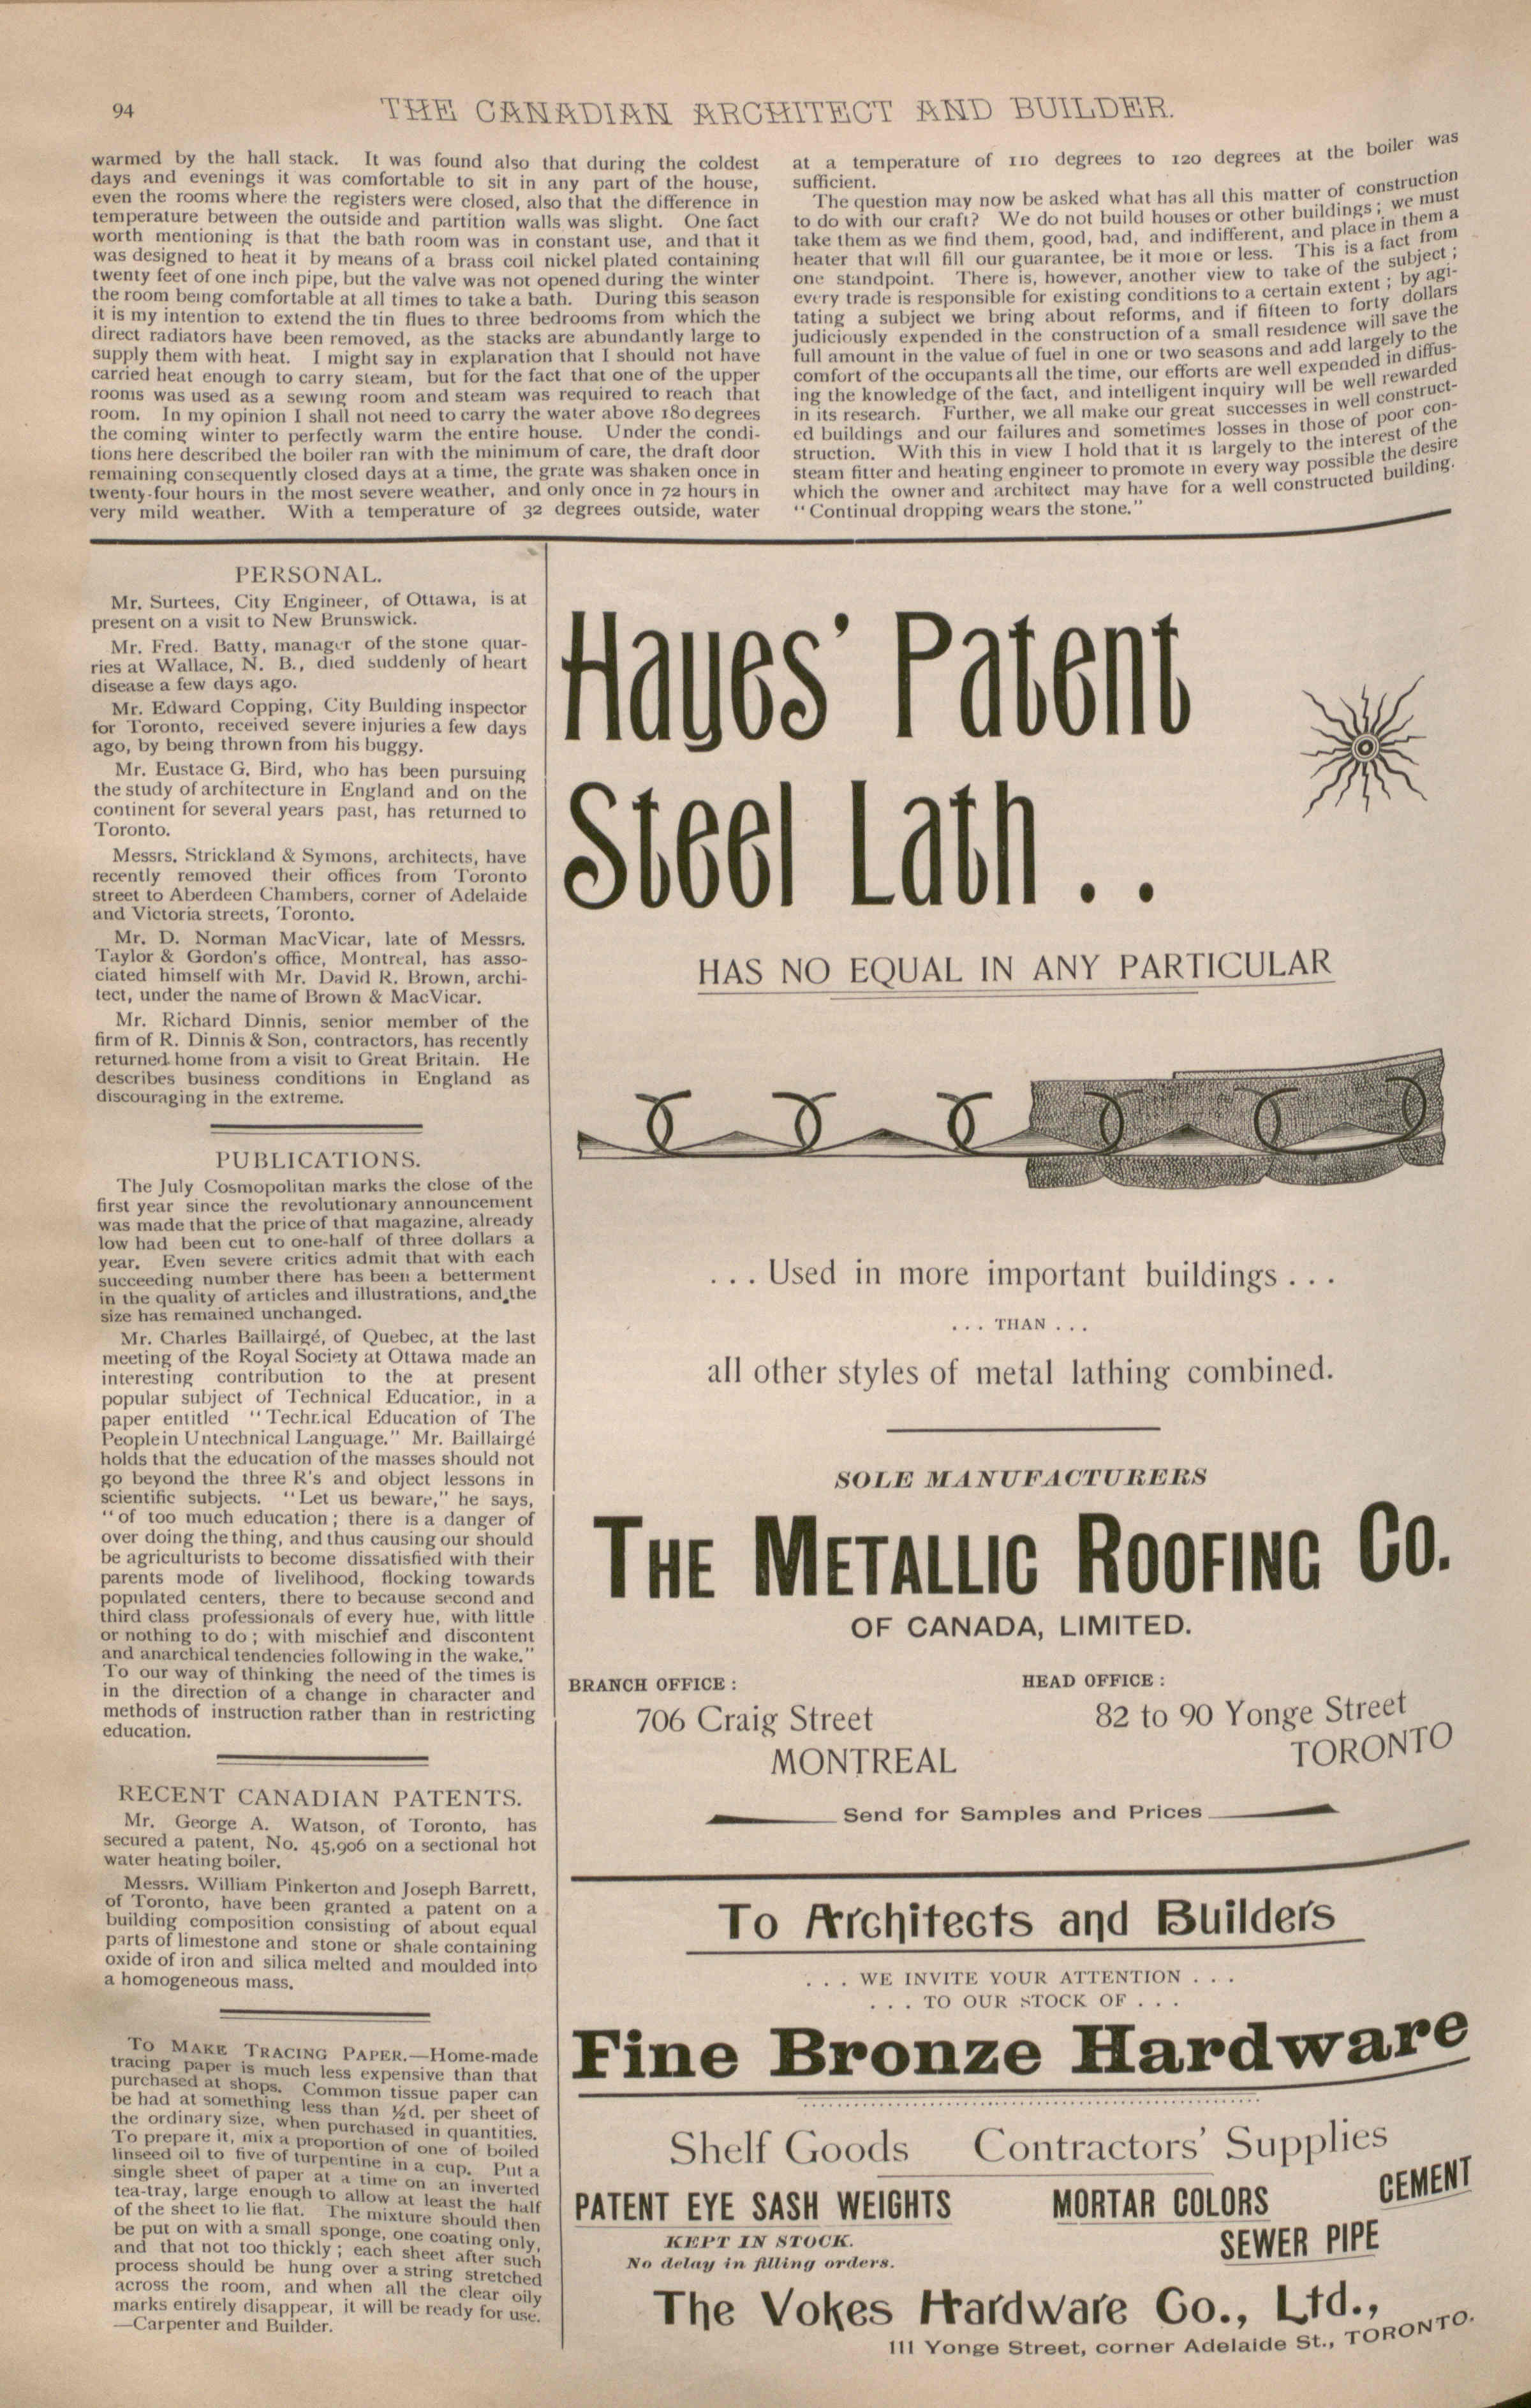 94
THE CANADIAN ARCHITECT AND BUILDER.
warmed by the hall stack. It was found also that during the coldest
days and evenings it was comfortable to sit in any part of the house,
even the rooms where the registers were closed, also that the difference in
temperature between the outside and partition walls was slight. One fact
worth mentioning is that the bath room was in constant use, and that it
was designed to heat it by means of a brass coil nickel plated containing
twenty feet of one inch pipe, but the valve was not opened during the winter
the room being comfortable at all times to take a bath. During this season
it is my intention to extend the tin flues to three bedrooms from which the
direct radiators have been removed, as the stacks are abundantly large to
supply them with heat. I might say in explanation that I should not have
carried heat enough to carry steam, but for the fact that one of the upper
rooms was used as a sewing room and steam was required to reach that
room. In my opinion I shall not need to carry the water above 180 degrees
the coming winter to perfectly warm the entire house. Under the condi-
tions here described the boiler ran with the minimum of care, the draft door
remaining consequently closed days at a time, the grate was shaken once in
twenty-four hours in the most severe weather, and only once in 72 hours in
very mild weather. With a temperature of 32 degrees outside, water
at a temperature of 110 degrees to 120 degrees at the boiler was
sufficient.
The question may now be asked what has all this matter of construction
to do with our craft? We do not build houses or other buildings; we must
take them as we find them, good, bad, and indifferent, and place in them a
heater that will fill our guarantee, be it more or less. This is a fact from
one standpoint. There is, however, another view to take of the subject;
every trade is responsible for existing conditions to a certain extent; by agi-
tating a subject we bring about reforms, and if fifteen to forty dollars
judiciously expended in the construction of a small residence will save the
full amount in the value of fuel in one or two seasons and add largely to the
comfort of the occupants all the time, our efforts are well expended in diffus-
ing the knowledge of the fact, and intelligent inquiry will be well rewarded
in its research. Further, we all make our great successes in well construct-
ed buildings and our failures and sometimes losses in those of poor con-
struction. With this in view I hold that it is largely to the interest of the
steam fitter and heating engineer to promote in every way possible the desire
which the owner and architect may have for a well constructed building.
"Continual dropping wears the stone."
PERSONAL.
Mr. Surtees, City Engineer, of Ottawa, is at
present on a visit to New Brunswick.
Mr. Fred. Batty, manager of the stone quar-
ries at Wallace, N. B., died suddenly of heart
disease a few days ago.
Mr. Edward Copping, City Building inspector
for Toronto, received severe injuries a few days
ago, by being thrown from his buggy.
Mr. Eustace G. Bird, who has been pursuing
the study of architecture in England and on the
continent for several years past, has returned to
Toronto.
Messrs. Strickland & Symons, architects, have
recently removed their offices from Toronto
street to Aberdeen Chambers, corner of Adelaide
and Victoria streets, Toronto.
Mr. D. Norman MacVicar, late of Messrs.
Taylor & Gordon's office, Montreal, has asso-
ciated himself with Mr. David R. Brown, archi-
tect, under the name of Brown & MacVicar.
Mr. Richard Dinnis, senior member of the
firm of R. Dinnis & Son, contractors, has recently
returned home from a visit to Great Britain. He
describes business conditions in England as
discouraging in the extreme.
PUBLICATIONS.
The July Cosmopolitan marks the close of the
first year since the revolutionary announcement
was made that the price of that magazine, already
low had been cut to one-half of three dollars a
year. Even severe critics admit that with each
succeeding number there has been a betterment
in the quality of articles and illustrations, and the
size has remained unchanged.
Mr. Charles Baillairgé, of Quebec, at the last
meeting of the Royal Society at Ottawa made an
interesting contribution to the at present
popular subject of Technical Education, in a
paper entitled "Technical Education of The
People in Untechnical Language." Mr. Baillairgé
holds that the education of the masses should not
go beyond the three R's and object lessons in
scientific subjects. "Let us beware," he says,
"of too much education; there is a danger of
over doing the thing, and thus causing our should
be agriculturists to become dissatisfied with their
parents mode of livelihood, flocking towards
populated centers, there to because second and
third class professionals of every hue, with little
or nothing to do; with mischief and discontent
and anarchical tendencies following in the wake."
To our way of thinking the need of the times is
in the direction of a change in character and
methods of instruction rather than in restricting
education.
RECENT CANADIAN PATENTS.
Mr. George A. Watson, of Toronto, has
secured a patent, No. 45,906 on a sectional hot
water heating boiler.
Messrs. William Pinkerton and Joseph Barrett,
of Toronto, have been granted a patent on a
building composition consisting of about equal
parts of limestone and stone or shale containing
oxide of iron and silica melted and moulded into
a homogeneous mass.
TO MAKE TRACING PAPER.—Home-made
tracing paper is much less expensive than that
purchased at shops. Common tissue paper can
be had at something less than ½d. per sheet of
the ordinary size, when purchased in quantities.
To prepare it, mix a proportion of one of boiled
linseed oil to five of turpentine in a cup. Put a
single sheet of paper at a time on an inverted
tea-tray, large enough to allow at least the half
of the sheet to lie flat. The mixture should then
be put on with a small sponge, one coating only,
and that not too thickly; each sheet after such
process should be hung over a string stretched
across the room, and when all the clear oily
marks entirely disappear, it will be ready for use.
—Carpenter and Builder.
Hayes' Patent
Steel Lath . .
HAS NO EQUAL IN ANY PARTICULAR
. . . Used in more important buildings . . .
. . . THAN . . .
all other styles of metal lathing combined.
SOLE MANUFACTURERS
THE METALLIC ROOFING CO.
OF CANADA, LIMITED.
BRANCH OFFICE:
706 Craig Street
MONTREAL
HEAD OFFICE:
82 to 90 Yonge Street
TORONTO
Send for Samples and Prices
To Architects and Builders
. . . WE INVITE YOUR ATTENTION . . .
. . . TO OUR STOCK OF . . .
Fine Bronze Hardware
Shelf Goods Contractors' Supplies
PATENT EYE SASH WEIGHTS
KEPT IN STOCK.
No delay in filling orders.
MORTAR COLORS
CEMENT
SEWER PIPE
The Vokes Hardware Co., Ltd.,
111 Yonge Street, corner Adelaide St., TORONTO.